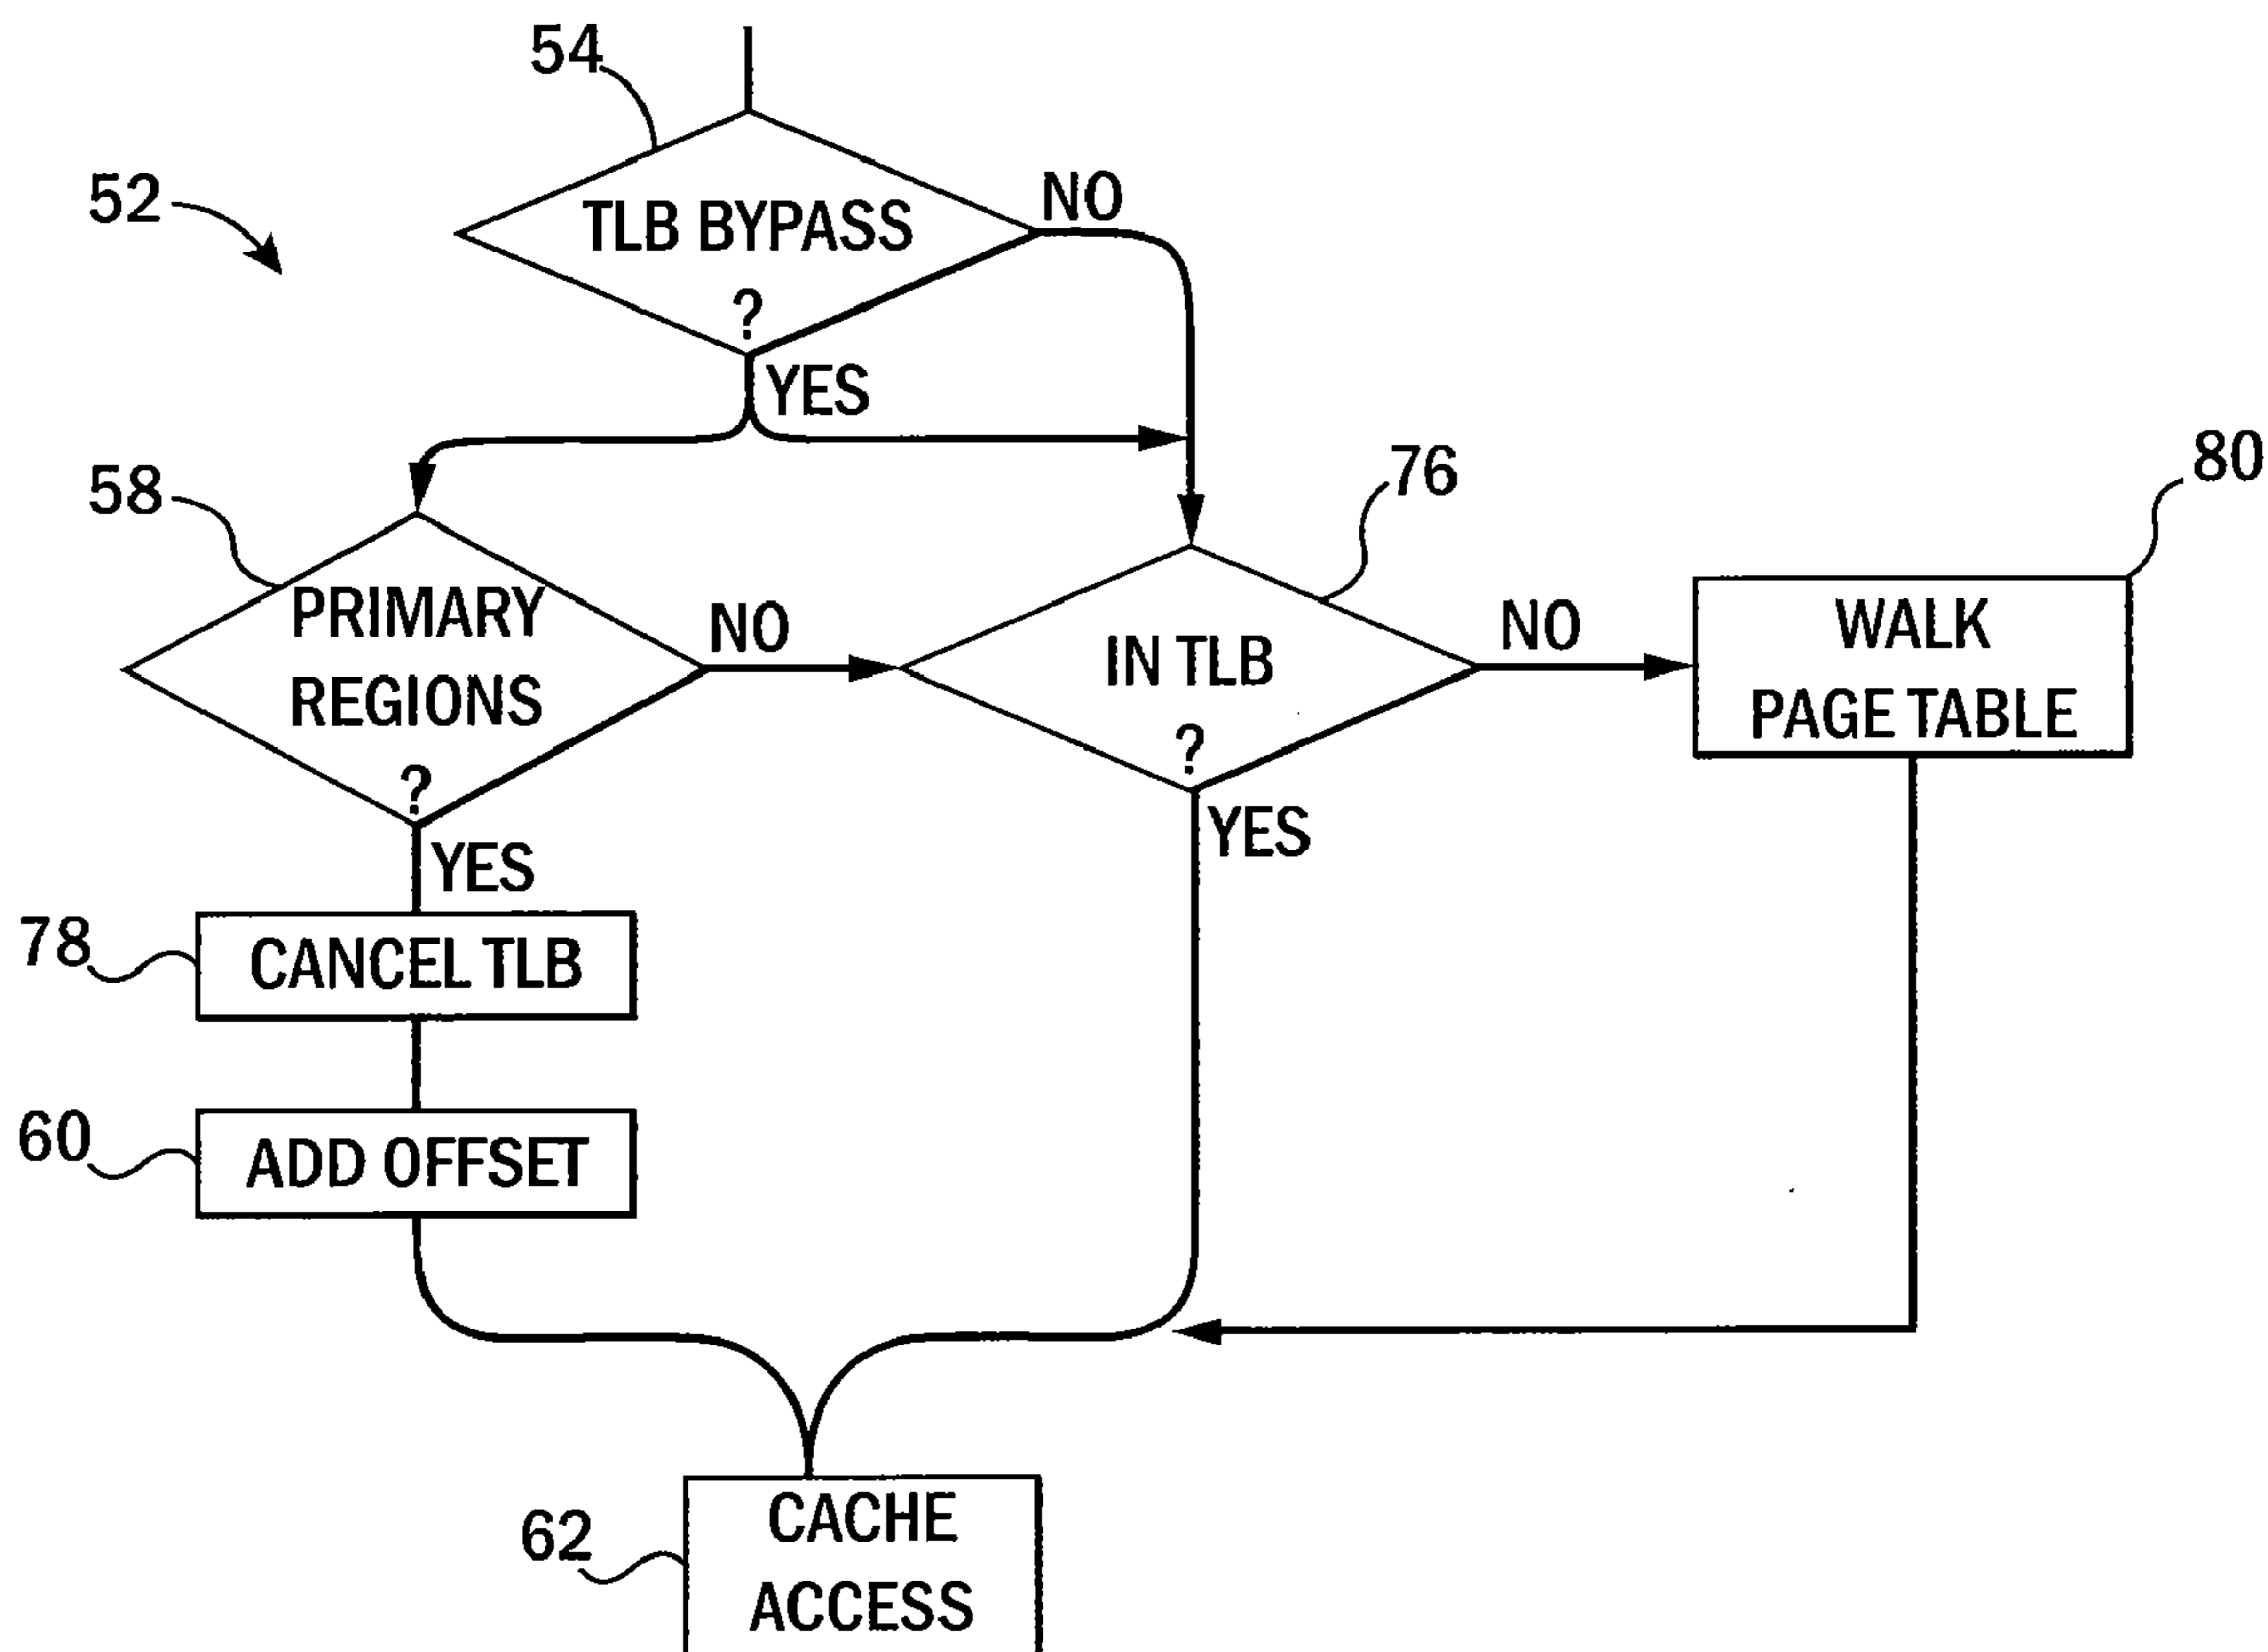 54
52
TLB BYPASS
?
NO
YES
58
76
80
PRIMARY
REGIONS
?
NO
YES
IN TLB
?
NO
YES
WALK
PAGE TABLE
78
CANCEL TLB
60
ADD OFFSET
62
CACHE
ACCESS